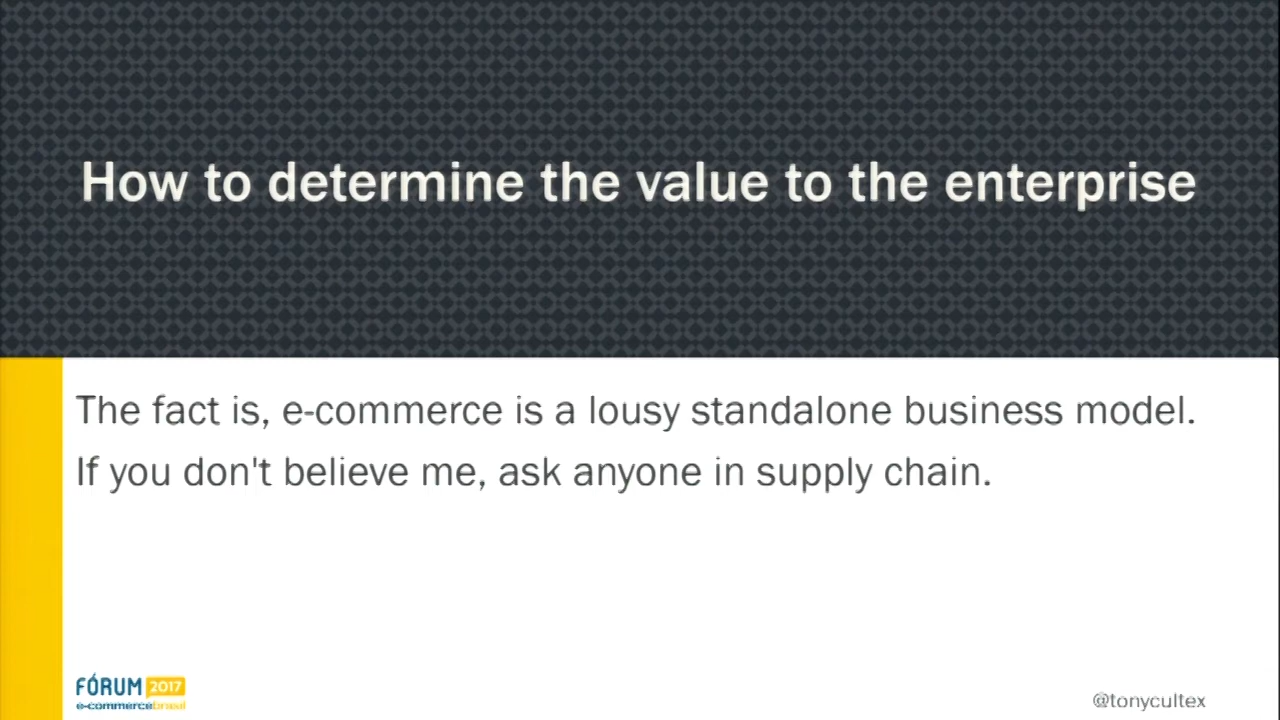 How to determine the value to the enterprise
The fact is, e-commerce is a lousy standalone business model.
If you don't believe me, ask anyone in supply chain.
FÓRUM 2017
e-commercebrasil
@tonycultex